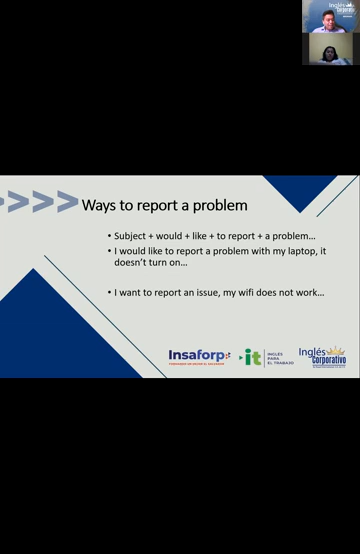 Inglés
Corporativo
>>>> Ways to report a problem
• Subject + would + like + to report + a problem...
• I would like to report a problem with my laptop, it
doesn't turn on...
• I want to report an issue, my wifi does not work...
Insaforp
it
INGLÉS
PARA
EL TRABAJO
Inglés
Corporativo